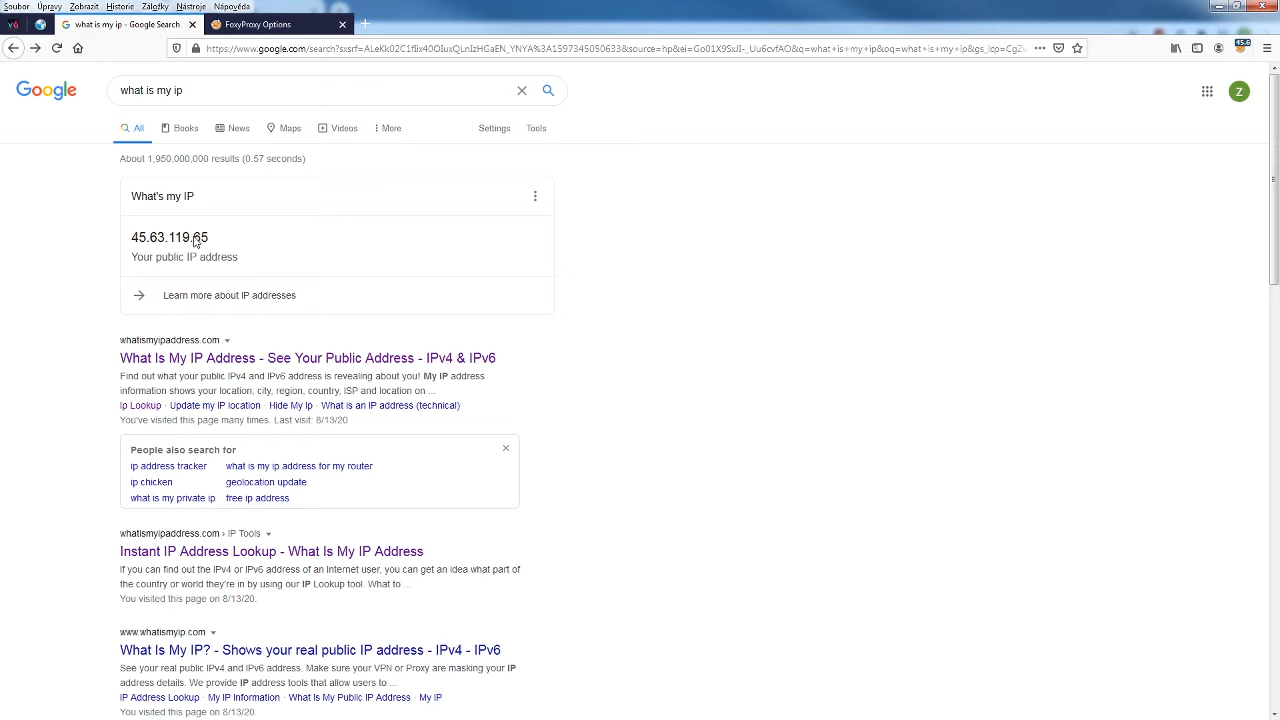 Soubor Úpravy Zobrazit Historie Záložky Nástroje Nápověda
what is my ip - Google Search
FoxyProxy Options
45.6
Google
what is my ip
Z
All Books News Maps Videos More Settings Tools
About 1,950,000,000 results (0.57 seconds)
What's my IP
45.63.119.65
Your public IP address
Learn more about IP addresses
whatismyipaddress.com
What Is My IP Address - See Your Public Address - IPv4 & IPv6
Find out what your public IPv4 and IPv6 address is revealing about you! My IP address
information shows your location; city, region, country, ISP and location on ...
Ip Lookup · Update my IP location · Hide My Ip · What is an IP address (technical)
You've visited this page many times. Last visit: 8/13/20
People also search for
ip address tracker what is my ip address for my router
ip chicken geolocation update
what is my private ip free ip address
whatismyipaddress.com › IP Tools
Instant IP Address Lookup - What Is My IP Address
If you can find out the IPv4 or IPv6 address of an Internet user, you can get an idea what part of
the country or world they're in by using our IP Lookup tool. What to ...
You visited this page on 8/13/20.
www.whatismyip.com
What Is My IP? - Shows your real public IP address - IPv4 - IPv6
See your real public IPv4 and IPv6 address. Make sure your VPN or Proxy are masking your IP
address details. We provide IP address tools that allow users to ...
IP Address Lookup · My IP Information · What Is My Public IP Address · My IP
You visited this page on 8/13/20.